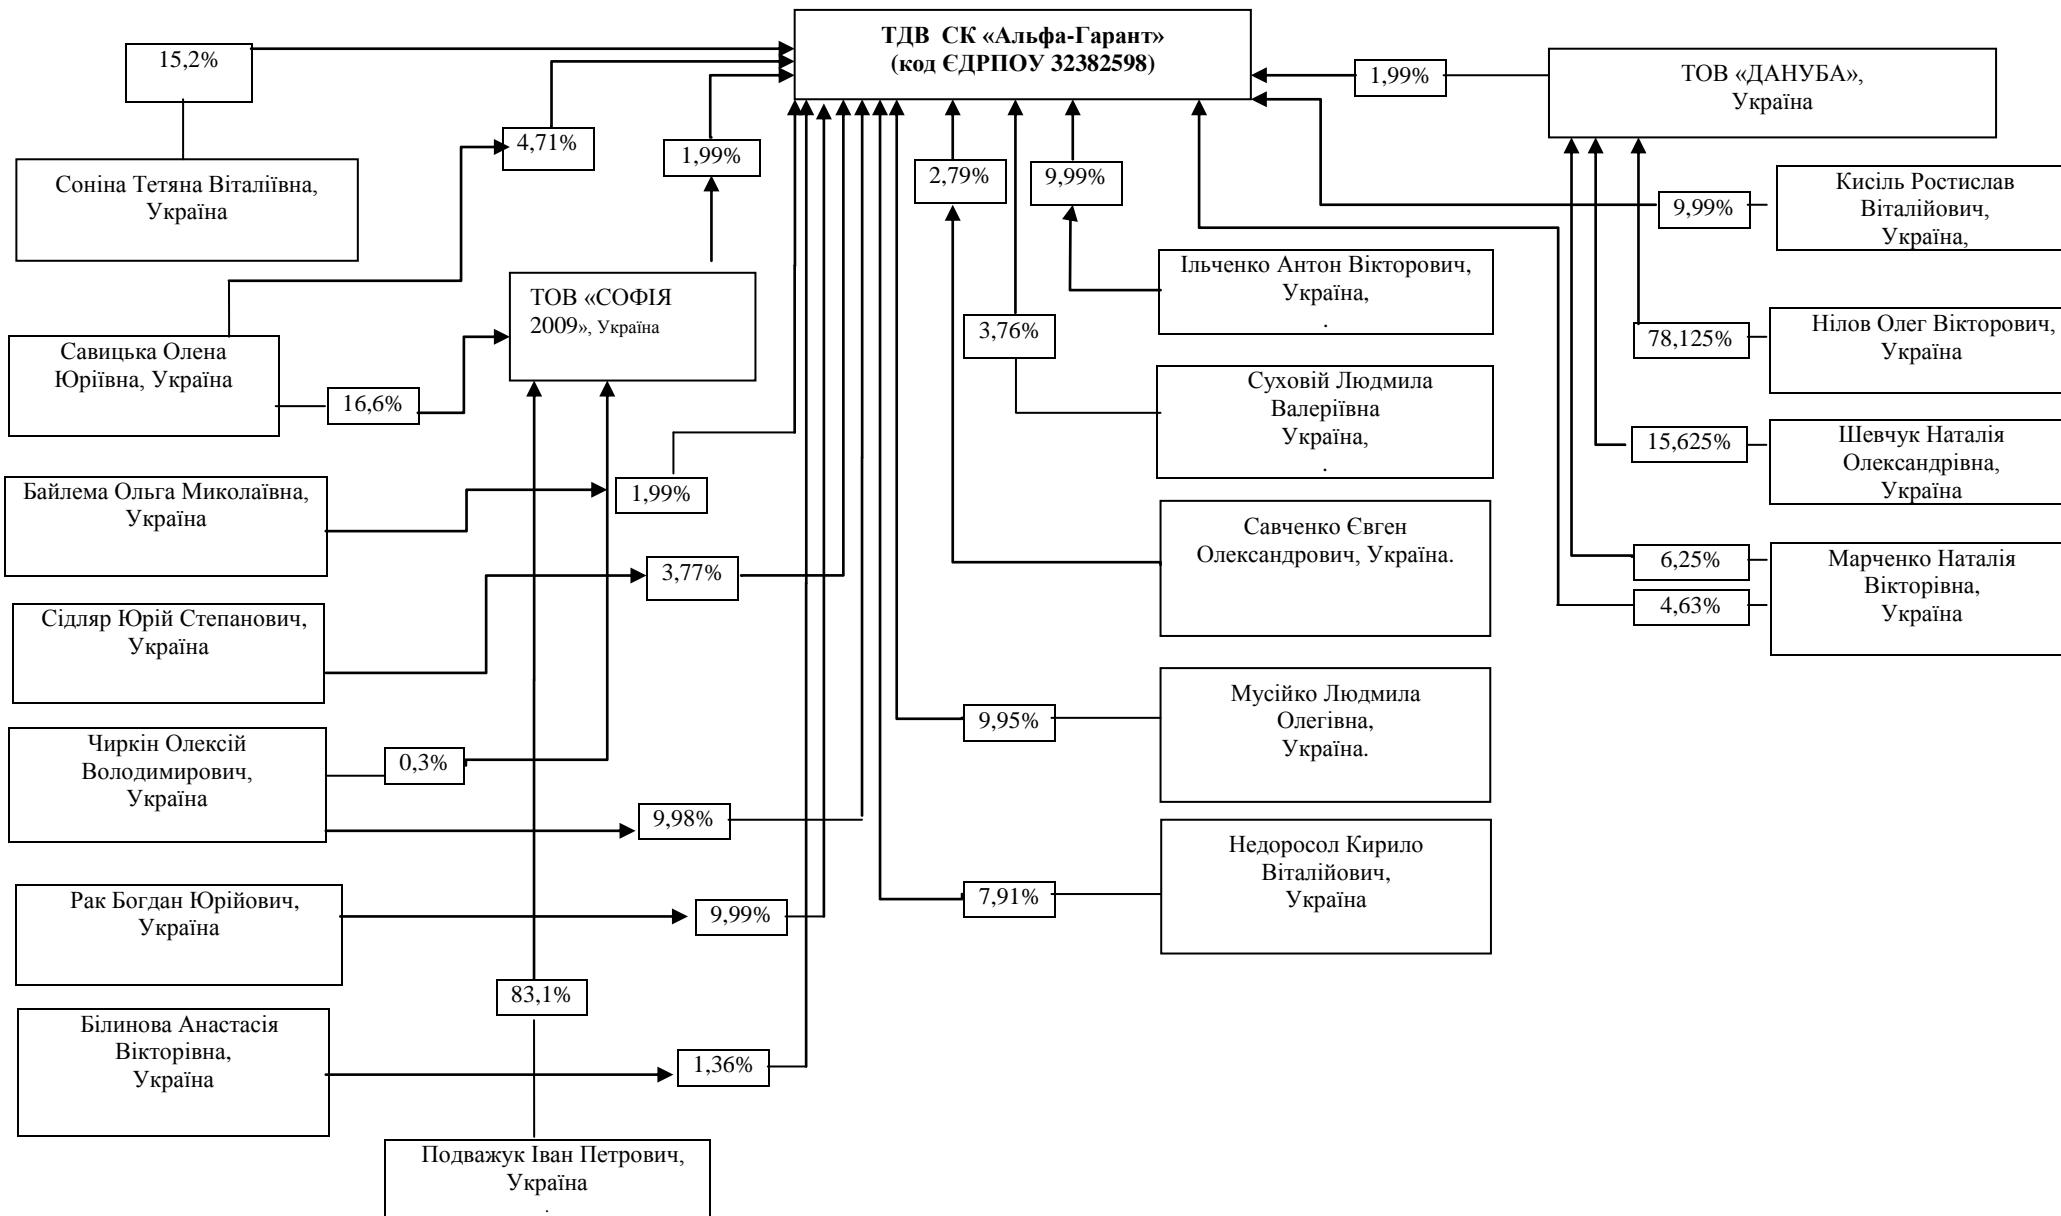 ТДВ СК «Альфа-Гарант»
(код ЄДРПОУ 32382598)
15,2%
1,99%
ТОВ «ДАНУБА»,
Україна
4,71%
1,99%
2,79%
9,99%
Соніна Тетяна Віталіївна,
Україна
9,99%
Кисіль Ростислав
Віталійович,
Україна,
Ільченко Антон Вікторович,
Україна,
.
ТОВ «СОФІЯ
2009», Україна
3,76%
78,125%
Нілов Олег Вікторович,
Україна
Савицька Олена
Юріївна, Україна
16,6%
Суховій Людмила
Валеріївна
Україна,
.
15,625%
Шевчук Наталія
Олександрівна,
Україна
Байлема Ольга Миколаївна,
Україна
1,99%
Савченко Євген
Олександрович, Україна.
3,77%
6,25%
4,63%
Марченко Наталія
Вікторівна,
Україна
Сідляр Юрій Степанович,
Україна
Мусійко Людмила
Олегівна,
Україна.
9,95%
Чиркін Олексій
Володимирович,
Україна
0,3%
9,98%
Недоросол Кирило
Віталійович,
Україна
7,91%
Рак Богдан Юрійович,
Україна
9,99%
83,1%
Білинова Анастасія
Вікторівна,
Україна
1,36%
Подважук Іван Петрович,
Україна
.